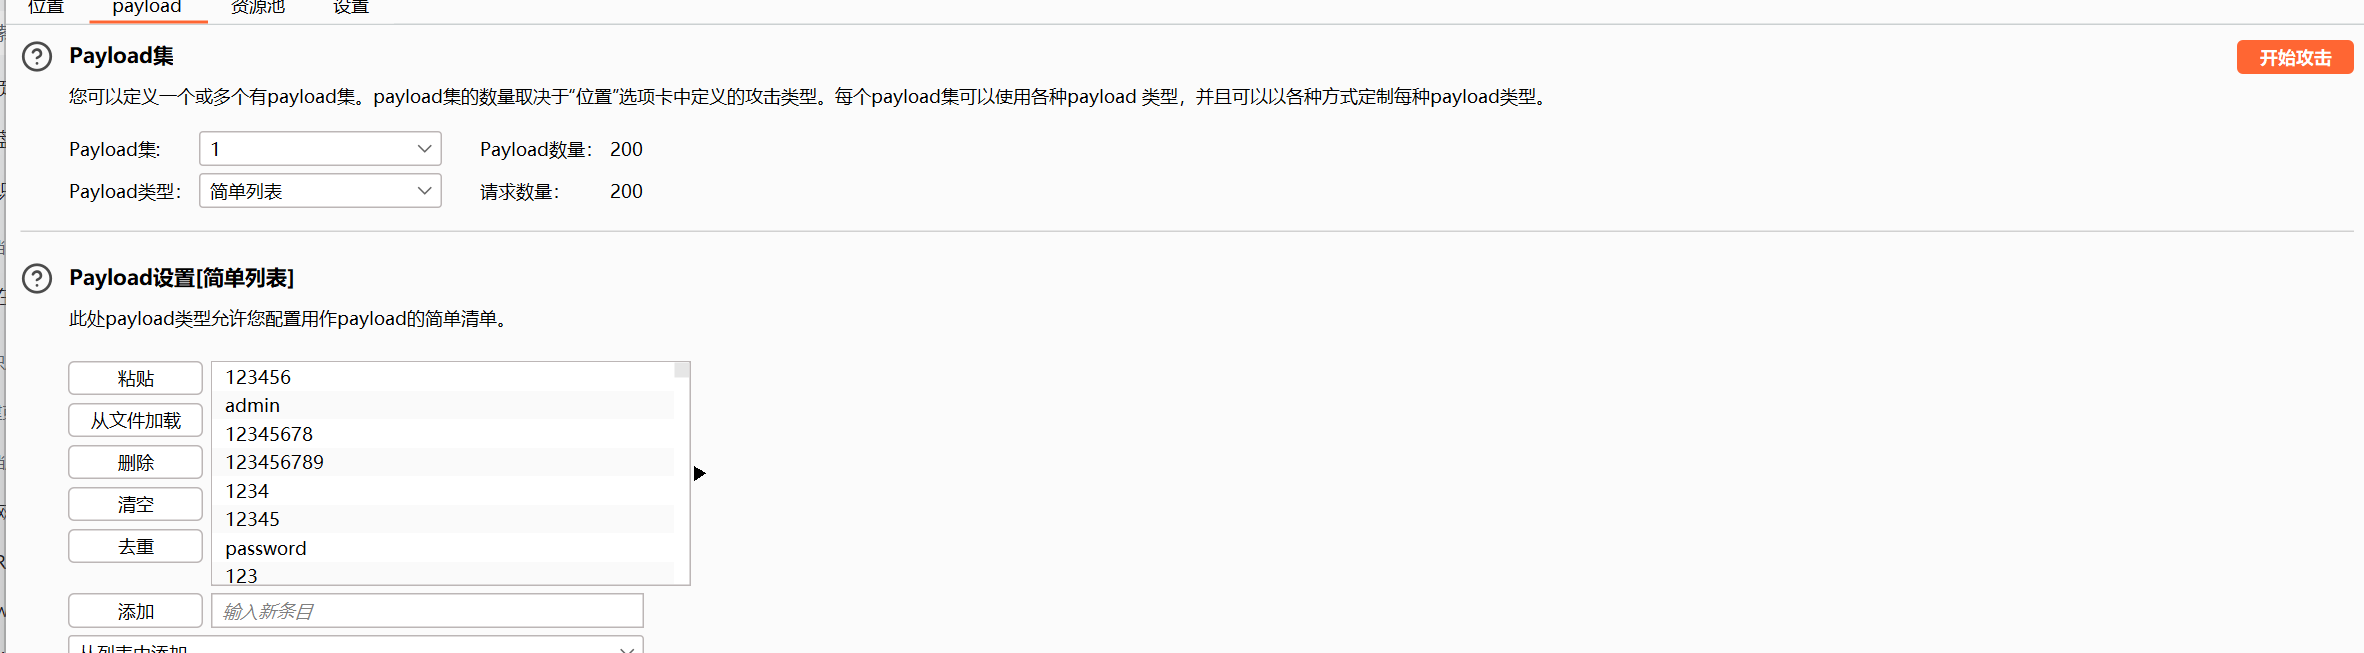 位置 payload 资源池 设置
Payload集
开始攻击
您可以定义一个或多个有payload集。payload集的数量取决于“位置”选项卡中定义的攻击类型。每个payload集可以使用各种payload 类型，并且可以以各种方式定制每种payload类型。
Payload集: 1 Payload数量： 200
Payload类型： 简单列表 请求数量： 200
Payload设置[简单列表]
此处payload类型允许您配置用作payload的简单清单。
粘贴
从文件加载
删除
清空
去重
123456
admin
12345678
123456789
1234
12345
password
123
添加 输入新条目
从列表中添加